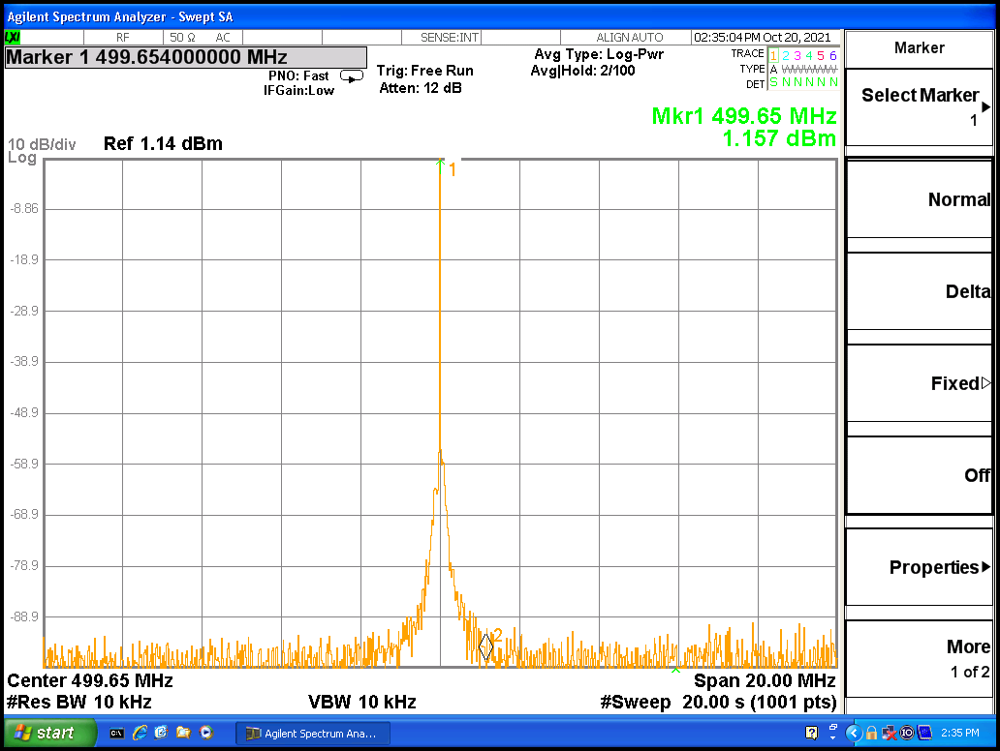 Agilent Spectrum Analyzer - Swept SA
LXI RF 50 Ω AC SENSE:INT ALIGN AUTO 02:35:04 PM Oct 20, 2021
Marker 1 499.654000000 MHz
PNO: Fast
IFGain:Low
Trig: Free Run
Atten: 12 dB
Avg Type: Log-Pwr
Avg|Hold: 2/100
TRACE 1 2 3 4 5 6
TYPE A WWWWW
DET S N N N N N
Mkr1 499.65 MHz
1.157 dBm
10 dB/div
Log
Ref 1.14 dBm
1
-8.86
-18.9
-28.9
-38.9
-48.9
-58.9
-68.9
-78.9
-88.9
2
Center 499.65 MHz
Span 20.00 MHz
#Res BW 10 kHz
VBW 10 kHz
#Sweep 20.00 s (1001 pts)
Marker
Select Marker
1
Normal
Delta
Fixed
Off
Properties
More
1 of 2
start
C:\
Agilent Spectrum Ana...
?
IO
2:35 PM